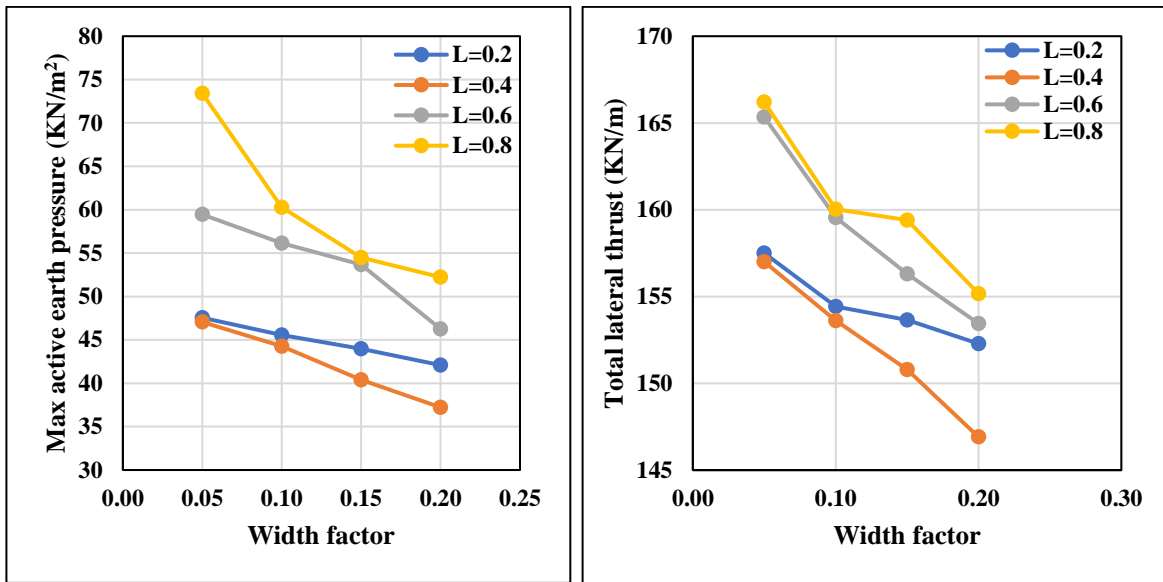 80
75
70
65
60
55
50
45
40
35
30
Max active earth pressure (KN/m²)
L=0.2
L=0.4
L=0.6
L=0.8
0.00 0.05 0.10 0.15 0.20 0.25
Width factor
170
165
160
155
150
145
Total lateral thrust (KN/m)
L=0.2
L=0.4
L=0.6
L=0.8
0.00 0.10 0.20 0.30
Width factor